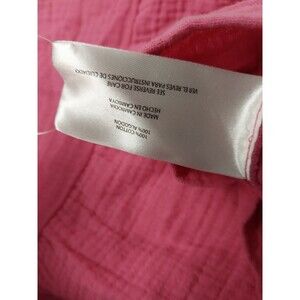 100% COTTON
100% ALGODON
MADE IN CAMBODIA
HECHO EN CAMBOYA
SEE REVERSE FOR CARE
VER EL REVES PARA INSTRUCCIONES DE CUIDADO